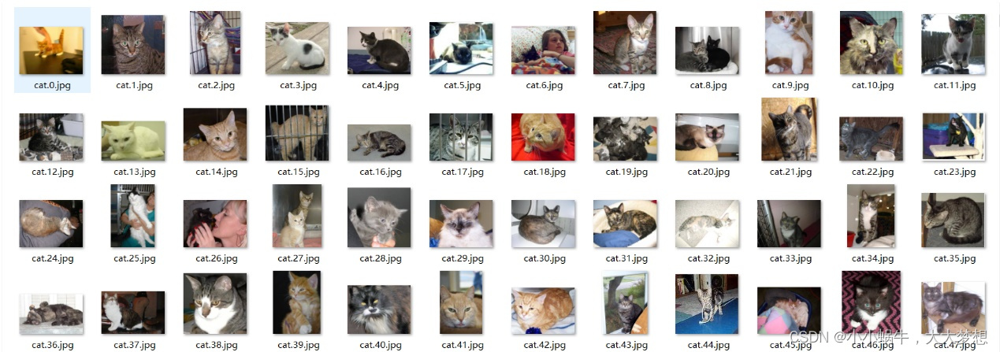 cat.0.jpg cat.1.jpg cat.2.jpg cat.3.jpg cat.4.jpg cat.5.jpg cat.6.jpg cat.7.jpg cat.8.jpg cat.9.jpg cat.10.jpg cat.11.jpg
cat.12.jpg cat.13.jpg cat.14.jpg cat.15.jpg cat.16.jpg cat.17.jpg cat.18.jpg cat.19.jpg cat.20.jpg cat.21.jpg cat.22.jpg cat.23.jpg
cat.24.jpg cat.25.jpg cat.26.jpg cat.27.jpg cat.28.jpg cat.29.jpg cat.30.jpg cat.31.jpg cat.32.jpg cat.33.jpg cat.34.jpg cat.35.jpg
cat.36.jpg cat.37.jpg cat.38.jpg cat.39.jpg cat.40.jpg cat.41.jpg cat.42.jpg cat.43.jpg cat.44.jpg cat.45.jpg cat.46.jpg cat.47.jpg
CSDN @小小蜗牛，大大梦想